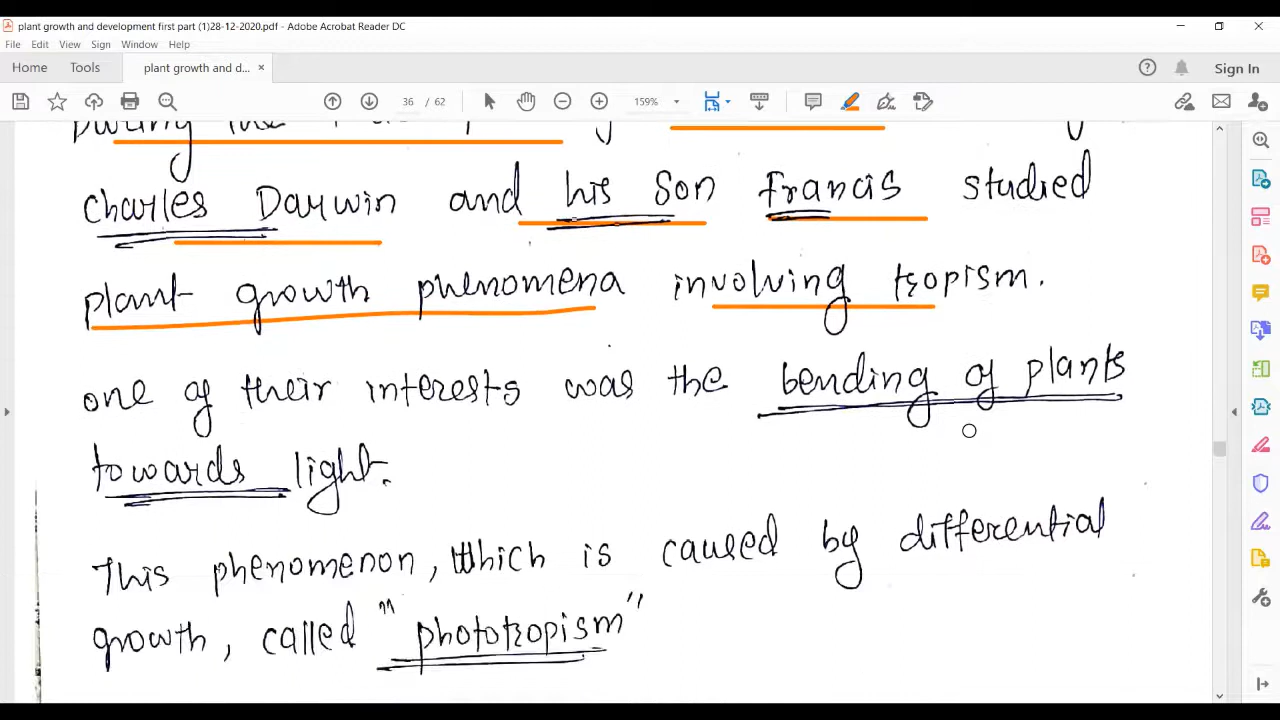 plant growth and development first part (1)28-12-2020.pdf - Adobe Acrobat Reader DC
File Edit View Sign Window Help
Home Tools plant growth and d... × Sign In
36 / 62 159%
During the
Charles Darwin and his Son Francis studied
plant growth phenomena involving tropism.
one of their interests was the bending of plants
towards light.
This phenomenon, Which is caused by differential
growth, called "phototropism"